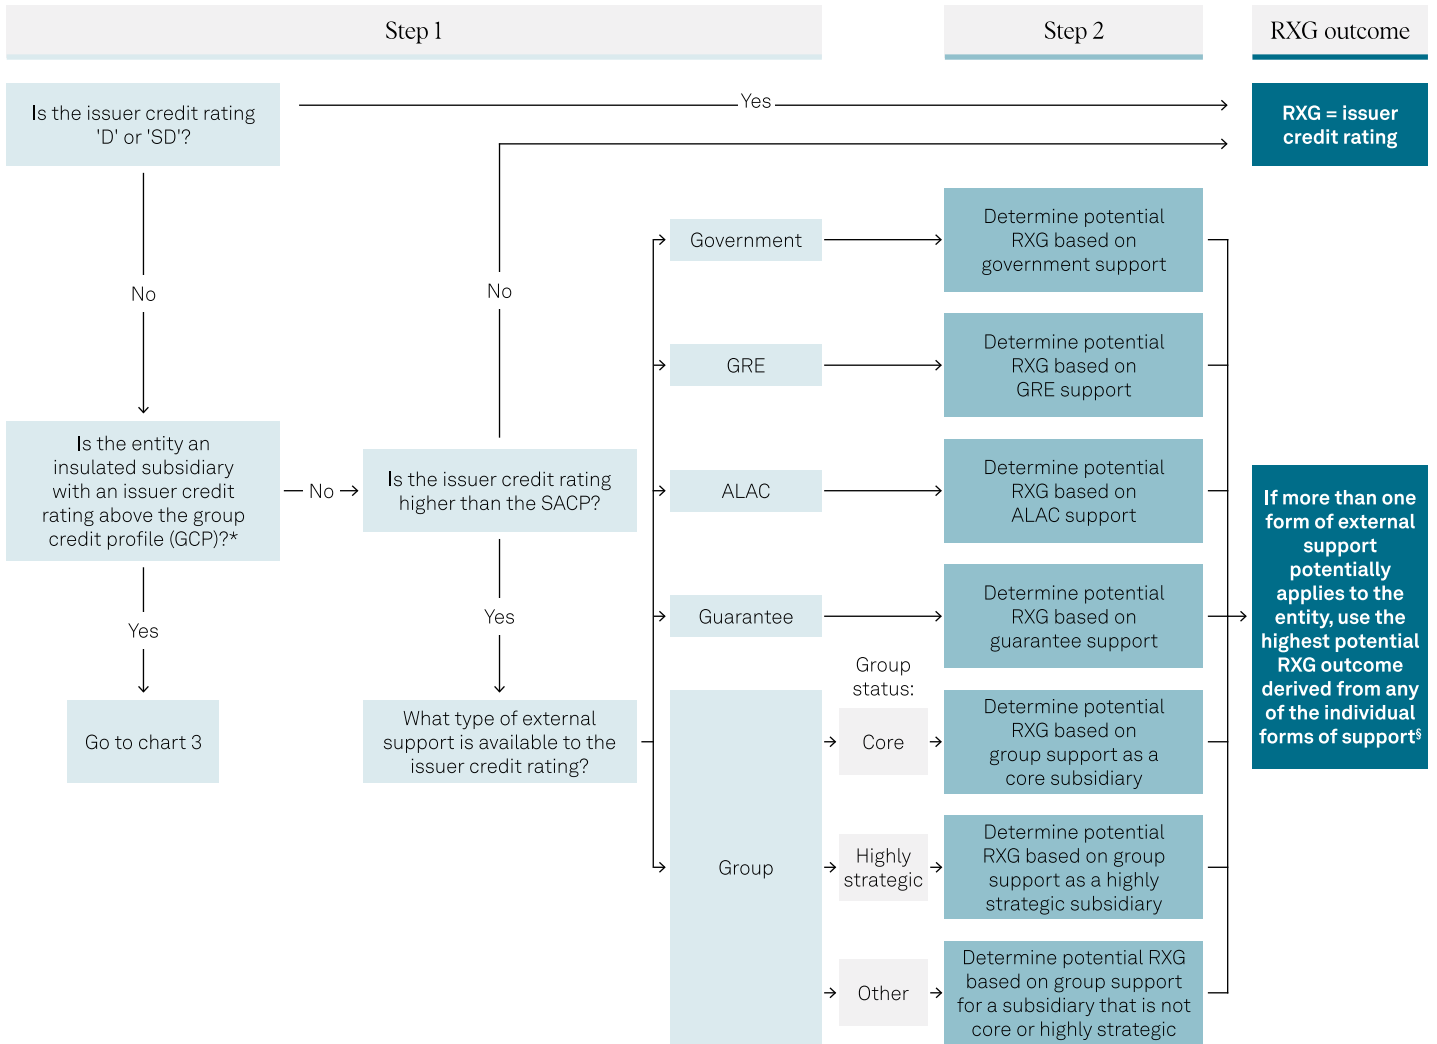 Step 1
Step 2
RXG outcome
Is the issuer credit rating
'D' or 'SD'?
Yes
RXG = issuer
credit rating
No
No
Is the entity an
insulated subsidiary
with an issuer credit
rating above the group
credit profile (GCP)?*
No
Is the issuer credit rating
higher than the SACP?
Yes
Yes
Go to chart 3
What type of external
support is available to the
issuer credit rating?
Government
Determine potential
RXG based on
government support
GRE
Determine potential
RXG based on
GRE support
ALAC
Determine potential
RXG based on
ALAC support
Guarantee
Determine potential
RXG based on
guarantee support
Group
Group
status:
Core
Determine potential
RXG based on
group support as a
core subsidiary
Highly
strategic
Determine potential
RXG based on group
support as a highly
strategic subsidiary
Other
Determine potential RXG
based on group support
for a subsidiary that is not
core or highly strategic
If more than one
form of external
support
potentially
applies to the
entity, use the
highest potential
RXG outcome
derived from any
of the individual
forms of support§